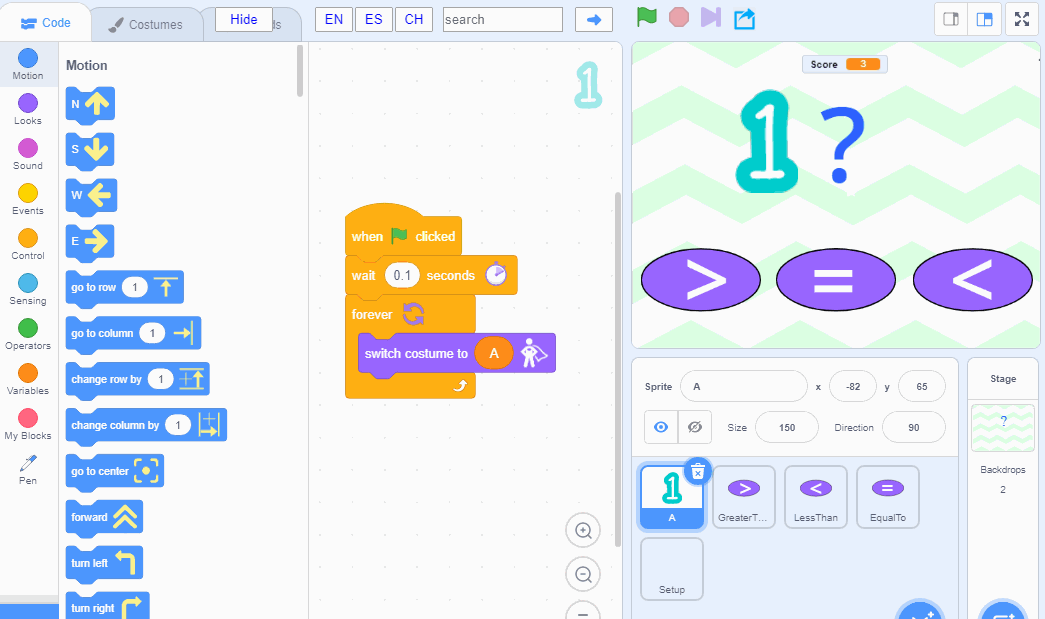 Code
Costumes
Hide
ds
EN
ES
CH
search
Motion
Looks
Sound
Events
Control
Sensing
Operators
Variables
My Blocks
Pen
Motion
N
S
W
E
go to row 1
go to column 1
change row by 1
change column by 1
go to center
forward
turn left
turn right
1
when clicked
wait 0.1 seconds
forever
switch costume to A
Score 3
1 ?
> = <
Sprite A x -82 y 65
Size 150 Direction 90
1
A
>
GreaterT...
<
LessThan
=
EqualTo
Setup
Stage
?
Backdrops
2